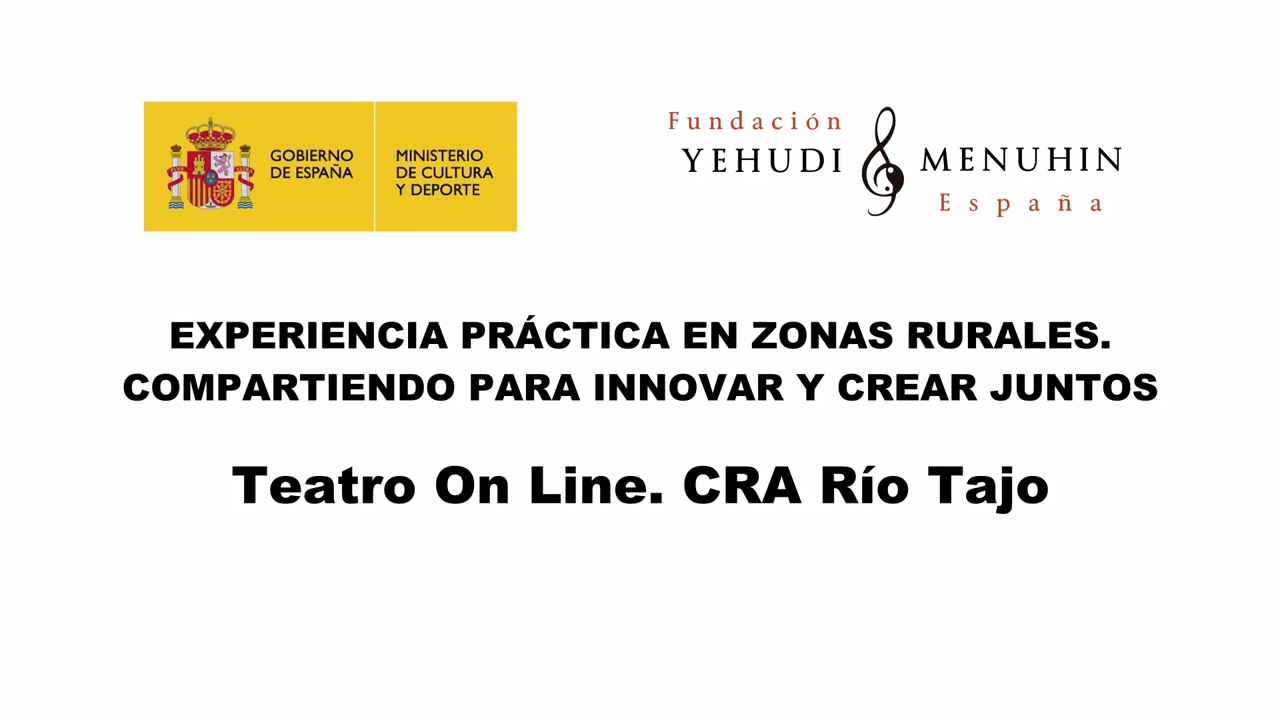 GOBIERNO
DE ESPAÑA
MINISTERIO
DE CULTURA
Y DEPORTE
Fundación
YEHUDI MENUHIN
España
EXPERIENCIA PRÁCTICA EN ZONAS RURALES.
COMPARTIENDO PARA INNOVAR Y CREAR JUNTOS
Teatro On Line. CRA Río Tajo